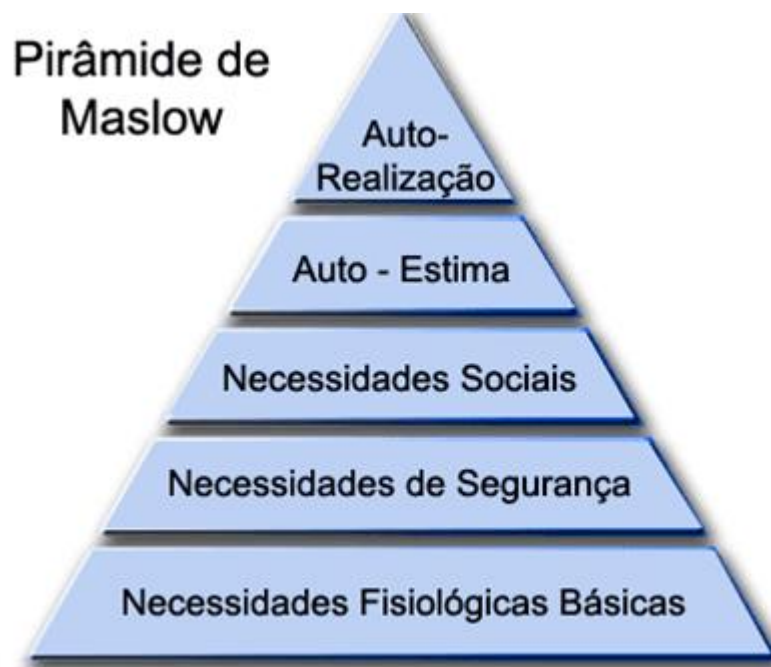 Pirâmide de
Maslow
Auto-
Realização
Auto - Estima
Necessidades Sociais
Necessidades de Segurança
Necessidades Fisiológicas Básicas